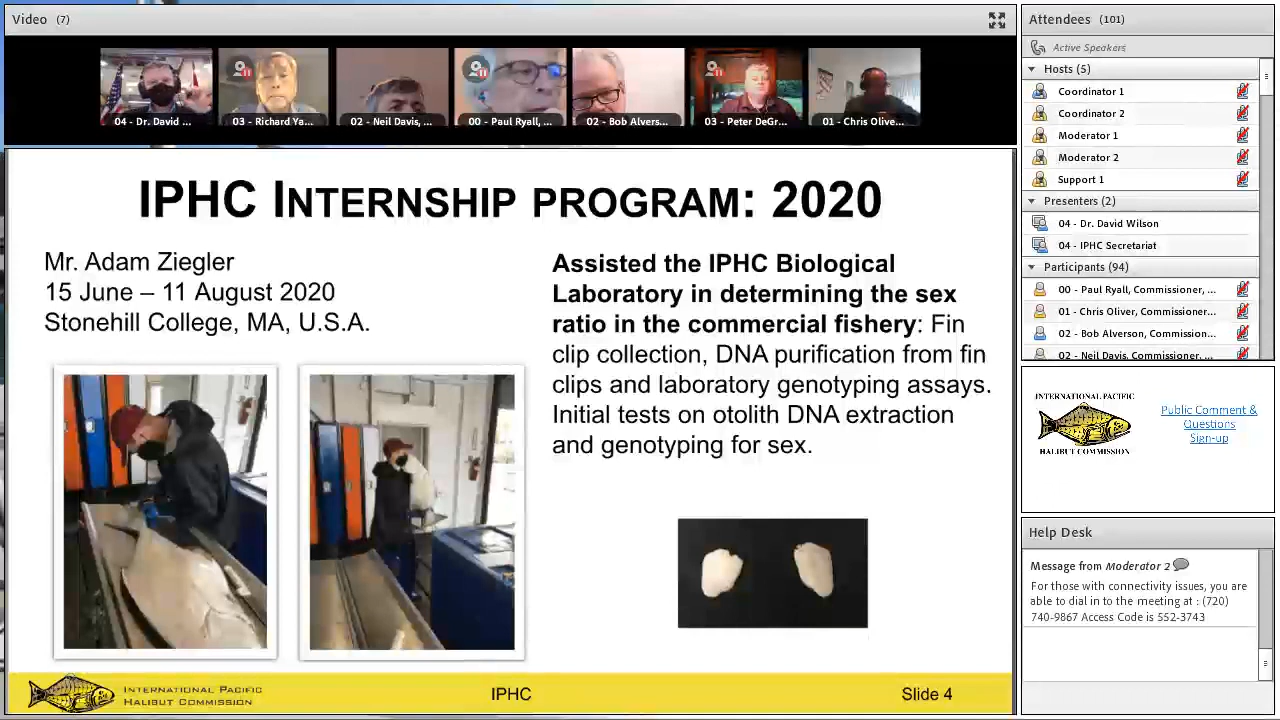 Video (7)
04 - Dr. David ...
03 - Richard Ya...
02 - Neil Davis, ...
00 - Paul Ryall, ...
02 - Bob Alvers...
03 - Peter DeGr...
01 - Chris Olive...
IPHC INTERNSHIP PROGRAM: 2020
Mr. Adam Ziegler
15 June – 11 August 2020
Stonehill College, MA, U.S.A.
Assisted the IPHC Biological
Laboratory in determining the sex
ratio in the commercial fishery: Fin
clip collection, DNA purification from fin
clips and laboratory genotyping assays.
Initial tests on otolith DNA extraction
and genotyping for sex.
INTERNATIONAL PACIFIC
HALIBUT COMMISSION
IPHC
Slide 4
Attendees (101)
Active Speakers
Hosts (5)
Coordinator 1
Coordinator 2
Moderator 1
Moderator 2
Support 1
Presenters (2)
04 - Dr. David Wilson
04 - IPHC Secretariat
Participants (94)
00 - Paul Ryall, Commissioner, ...
01 - Chris Oliver, Commissioner...
02 - Bob Alverson, Commission...
02 - Neil Davis, Commissioner, ...
INTERNATIONAL PACIFIC
HALIBUT COMMISSION
Public Comment &
Questions
Sign-up
Help Desk
Message from Moderator 2
For those with connectivity issues, you are
able to dial in to the meeting at : (720)
740-9867 Access Code is 552-3743